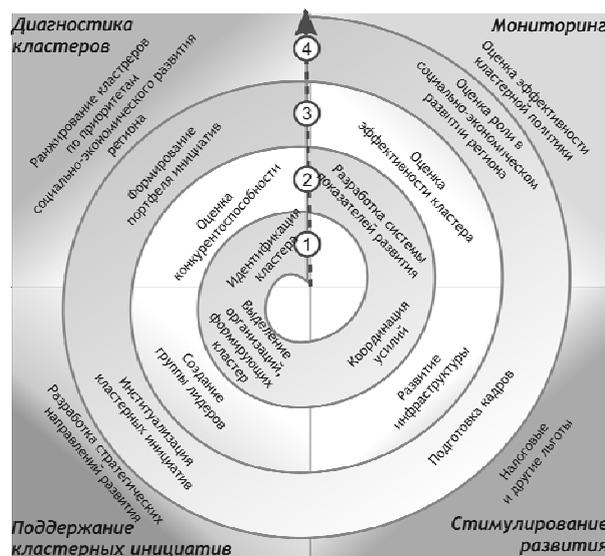 Диагностика
кластеров
Мониторинг
4
3
2
1
Ранжирование кластреров
по приоритетам
социально-экономического развития
региона
Формирование
портфеля инициатив
Оценка
конкурентоспособности
Идентификация
кластера
Оценка эффективности
кластерной политики
Оценка роли в
социально-экономическом
развитии региона
Оценка
эффективности кластера
Разработка системы
показателей развития
Выделение
организаций,
формирующих
кластер
Создание
группы лидеров
Институализация
кластерных инициатив
Разработка стратегических
направлений развития
Координация
усилий
Развитие
инфраструктуры
Подготовка кадров
Налоговые
и другие льготы
Поддержание
кластерных инициатив
Стимулирование
развития